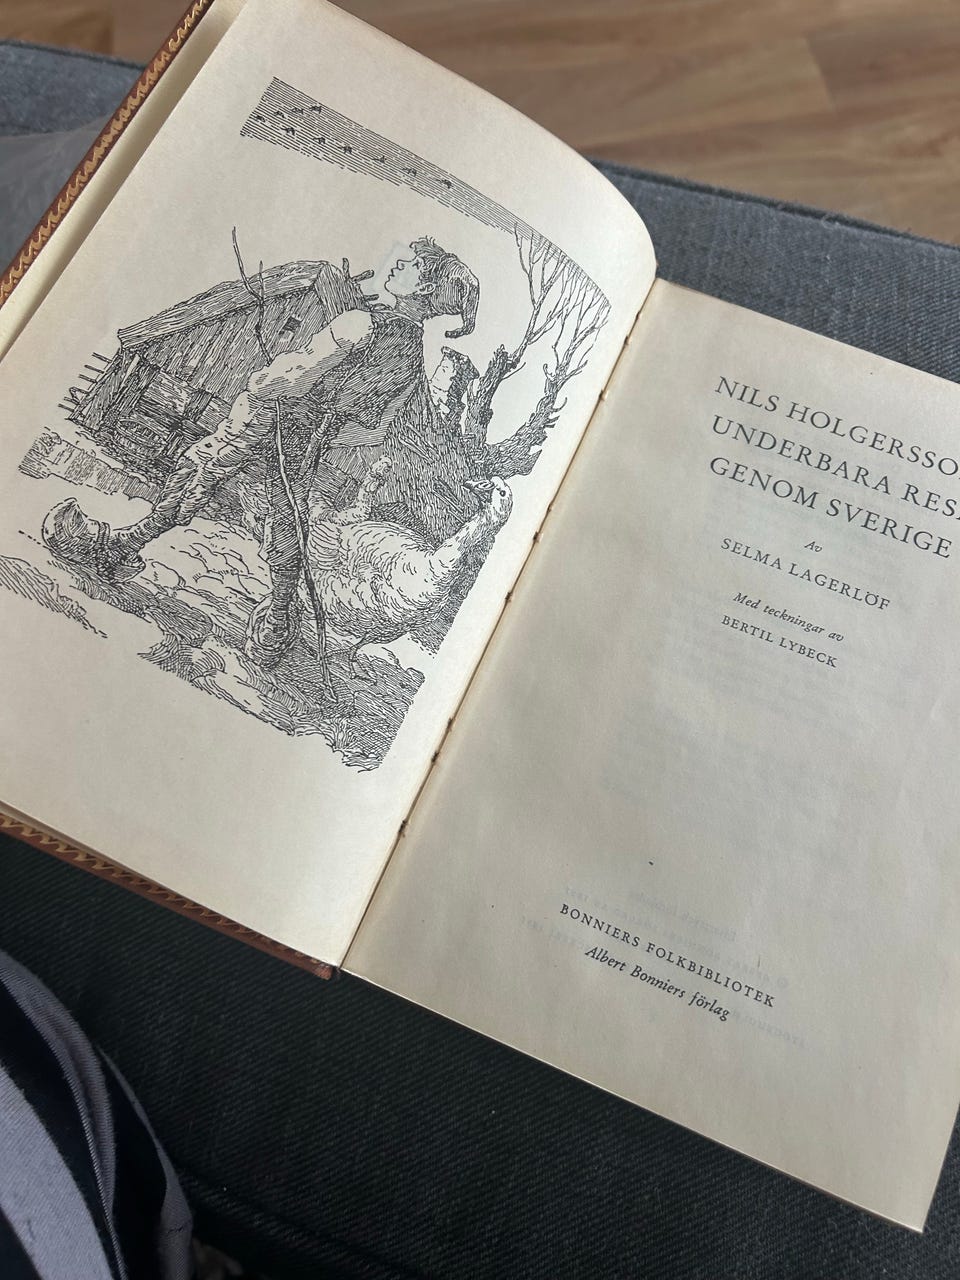 NILS HOLGERSSO
UNDERBARA RES
GENOM SVERIGE
Av
SELMA LAGERLÖF
Med teckningar av
BERTIL LYBECK
BONNIERS FOLKBIBLIOTEK
Albert Bonniers förlag